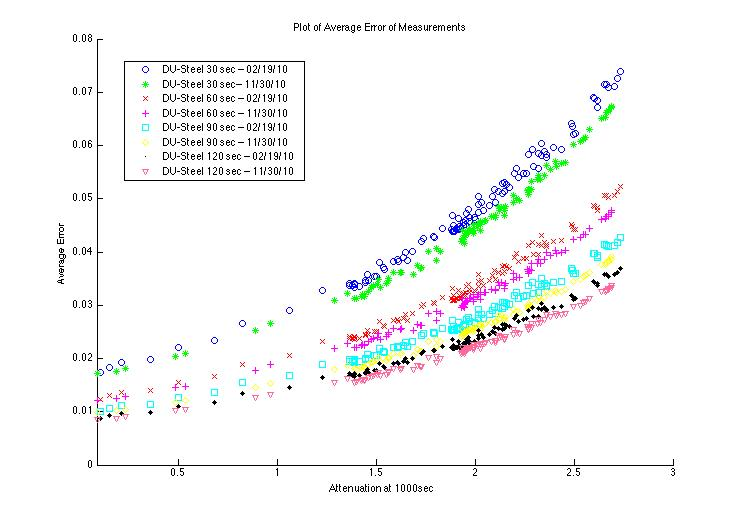 Plot of Average Error of Measurements
0.08
0.07
0.06
0.05
0.04
0.03
0.02
0.01
0
Average Error
DU-Steel 30 sec - 02/19/10
DU-Steel 30 sec - 11/30/10
DU-Steel 60 sec - 02/19/10
DU-Steel 60 sec - 11/30/10
DU-Steel 90 sec - 02/19/10
DU-Steel 90 sec - 11/30/10
DU-Steel 120 sec - 02/19/10
DU-Steel 120 sec - 11/30/10
0.5 1 1.5 2 2.5 3
Attenuation at 1000sec